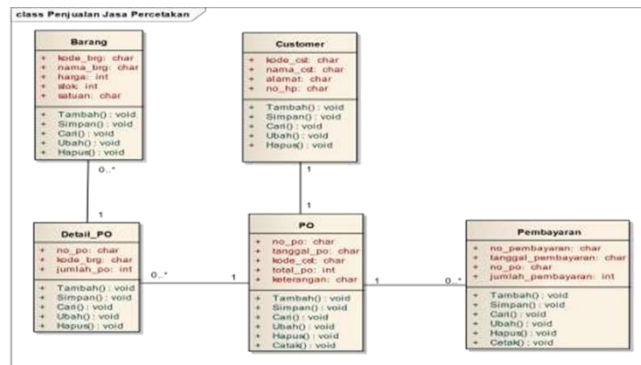 class Penjualan Jasa Percetakan
Barang
+ kode_brg: char
+ nama_brg: char
+ harga: int
+ stok: int
+ satuan: char
+ Tambah() : void
+ Simpan() : void
+ Cari() : void
+ Ubah() : void
+ Hapus() : void
Customer
+ kode_cst: char
+ nama_cst: char
+ alamat: char
+ no_hp: char
+ Tambah() : void
+ Simpan() : void
+ Cari() : void
+ Ubah() : void
+ Hapus() : void
0..*
1
1
1
Detail_PO
+ no_po: char
+ kode_brg: char
+ jumlah_po: int
+ Tambah() : void
+ Simpan() : void
+ Cari() : void
+ Ubah() : void
+ Hapus() : void
0..*
1
PO
+ no_po: char
+ tanggal_po: char
+ kode_cst: char
+ total_po: int
+ keterangan: char
+ Tambah() : void
+ Simpan() : void
+ Cari() : void
+ Ubah() : void
+ Hapus() : void
+ Catak() : void
1
0..*
Pembayaran
+ no_pembayaran: char
+ tanggal_pembayaran: char
+ no_po: char
+ jumlah_pembayaran: int
+ Tambah() : void
+ Simpan() : void
+ Cari() : void
+ Ubah() : void
+ Hapus() : void
+ Cetak() : void